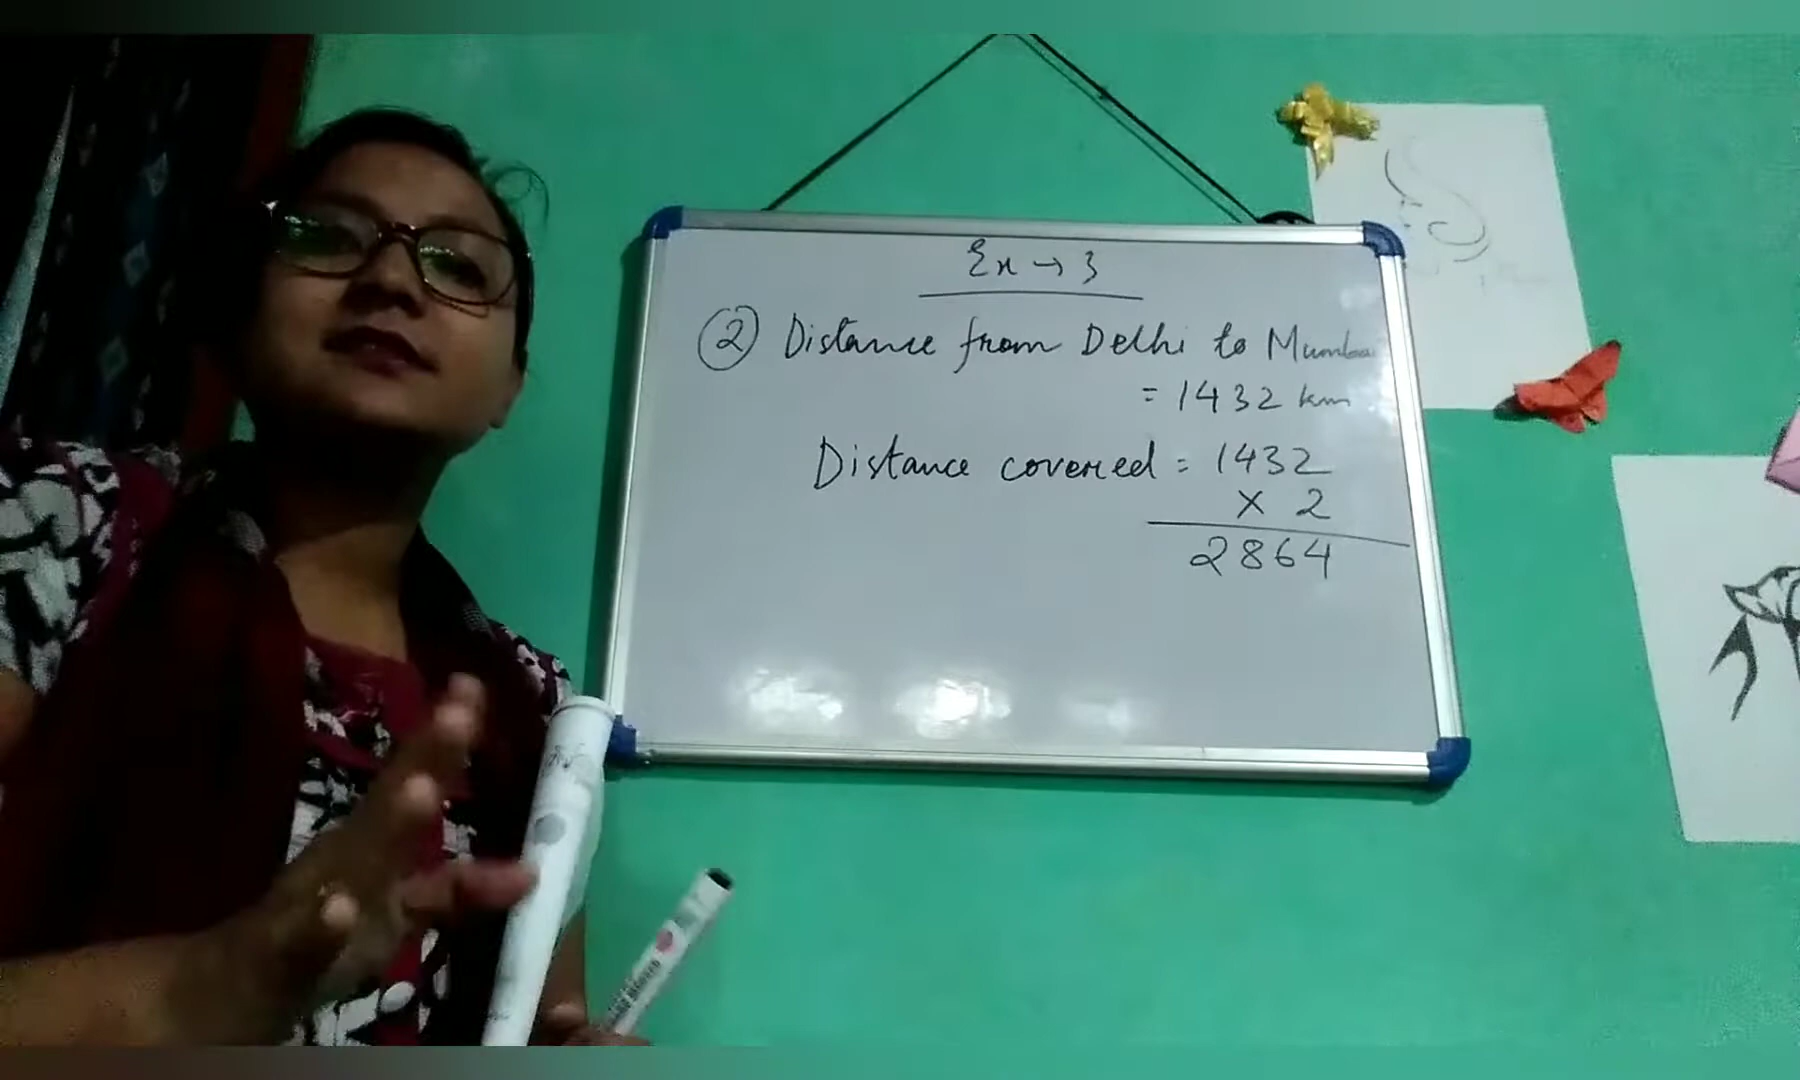 Ex → 3
② Distance from Delhi to Mumbai
= 1432 km
Distance covered = 1432
× 2
2864